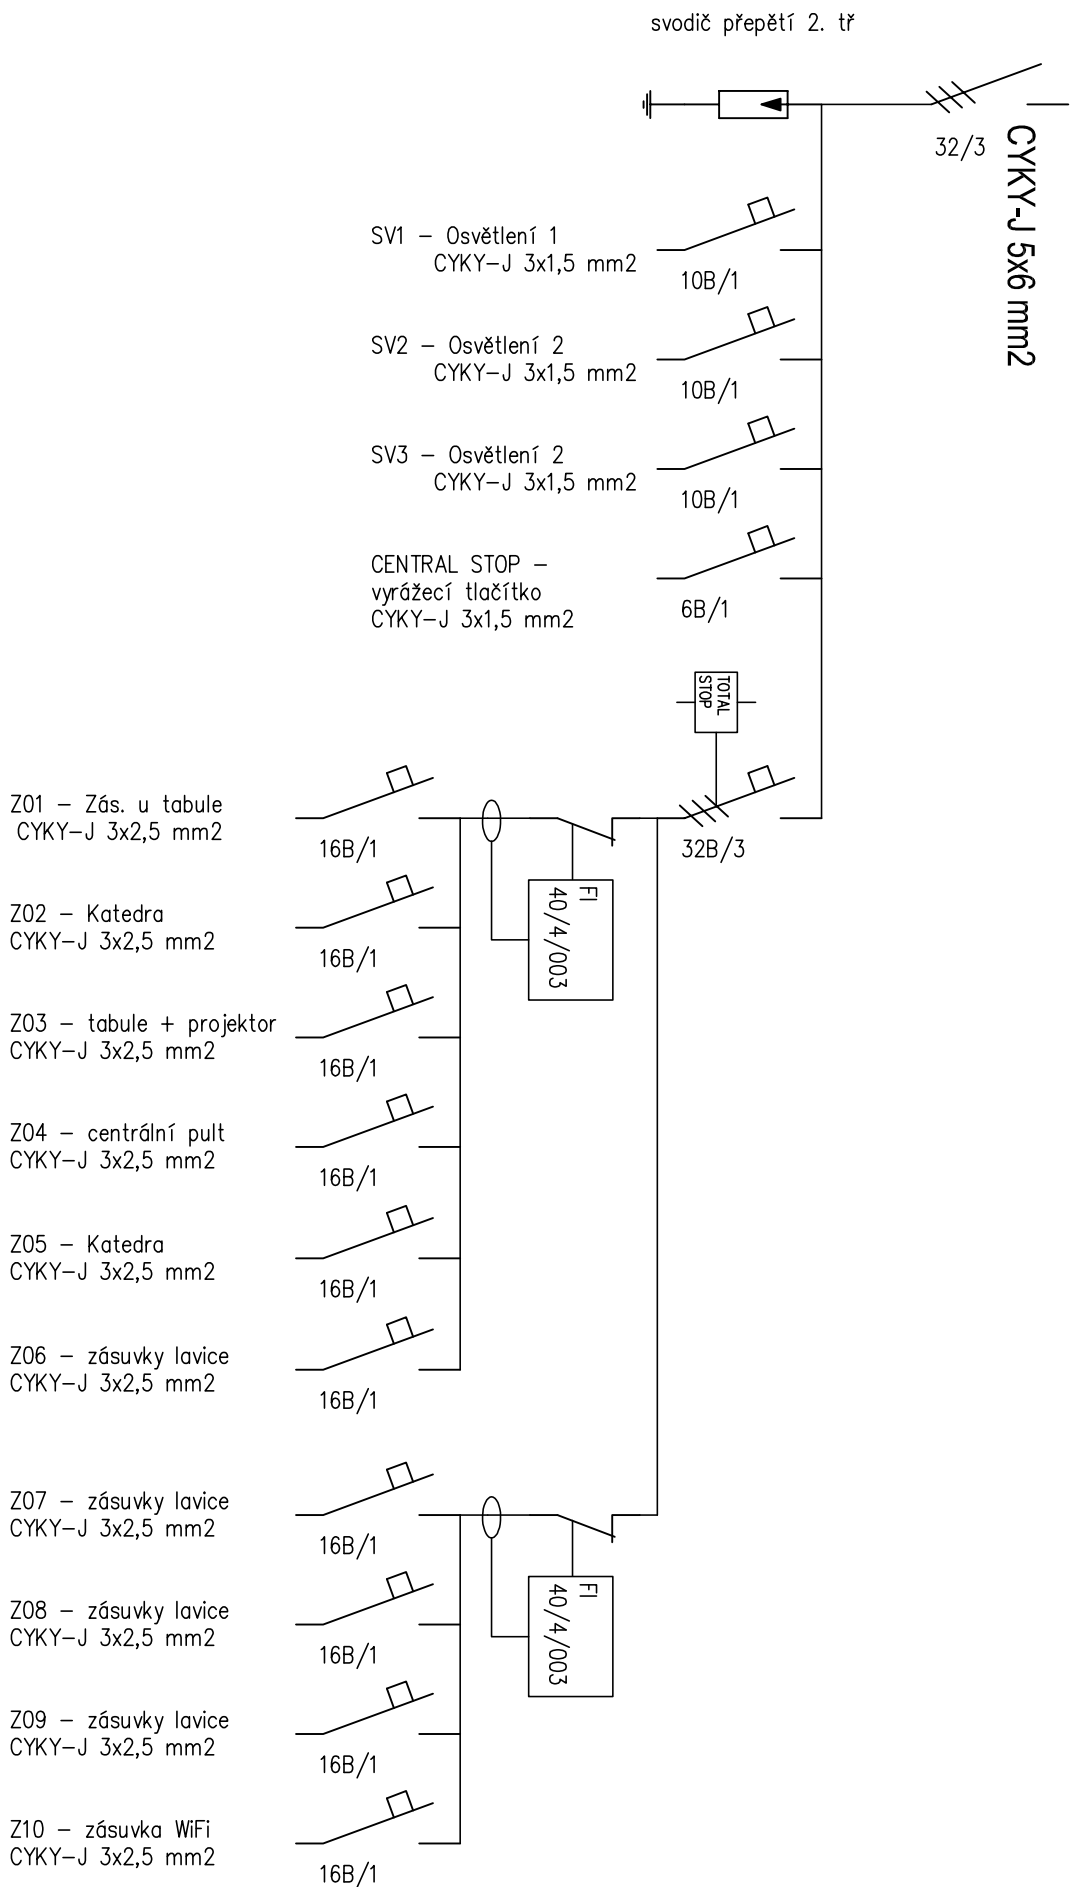 svodič přepětí 2. tř
32/3
CYKY-J 5x6 mm2
SV1 – Osvětlení 1
CYKY–J 3x1,5 mm2
10B/1
SV2 – Osvětlení 2
CYKY–J 3x1,5 mm2
10B/1
SV3 – Osvětlení 2
CYKY–J 3x1,5 mm2
10B/1
CENTRAL STOP –
vyrážecí tlačítko
CYKY–J 3x1,5 mm2
6B/1
TOTAL
STOP
32B/3
Z01 – Zás. u tabule
CYKY–J 3x2,5 mm2
16B/1
FI
40/4/003
Z02 – Katedra
CYKY–J 3x2,5 mm2
16B/1
Z03 – tabule + projektor
CYKY–J 3x2,5 mm2
16B/1
Z04 – centrální pult
CYKY–J 3x2,5 mm2
16B/1
Z05 – Katedra
CYKY–J 3x2,5 mm2
16B/1
Z06 – zásuvky lavice
CYKY–J 3x2,5 mm2
16B/1
Z07 – zásuvky lavice
CYKY–J 3x2,5 mm2
16B/1
FI
40/4/003
Z08 – zásuvky lavice
CYKY–J 3x2,5 mm2
16B/1
Z09 – zásuvky lavice
CYKY–J 3x2,5 mm2
16B/1
Z10 – zásuvka WiFi
CYKY–J 3x2,5 mm2
16B/1